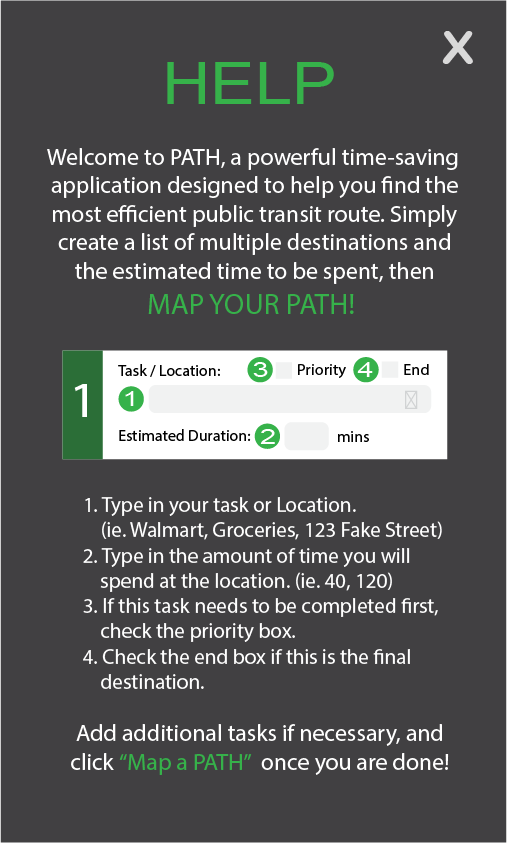 X
HELP
Welcome to PATH, a powerful time-saving
application designed to help you find the
most efficient public transit route. Simply
create a list of multiple destinations and
the estimated time to be spent, then
MAP YOUR PATH!
1
Task / Location: 3 Priority 4 End
1
Estimated Duration: 2 mins
1. Type in your task or Location.
(ie. Walmart, Groceries, 123 Fake Street)
2. Type in the amount of time you will
spend at the location. (ie. 40, 120)
3. If this task needs to be completed first,
check the priority box.
4. Check the end box if this is the final
destination.
Add additional tasks if necessary, and
click “Map a PATH” once you are done!